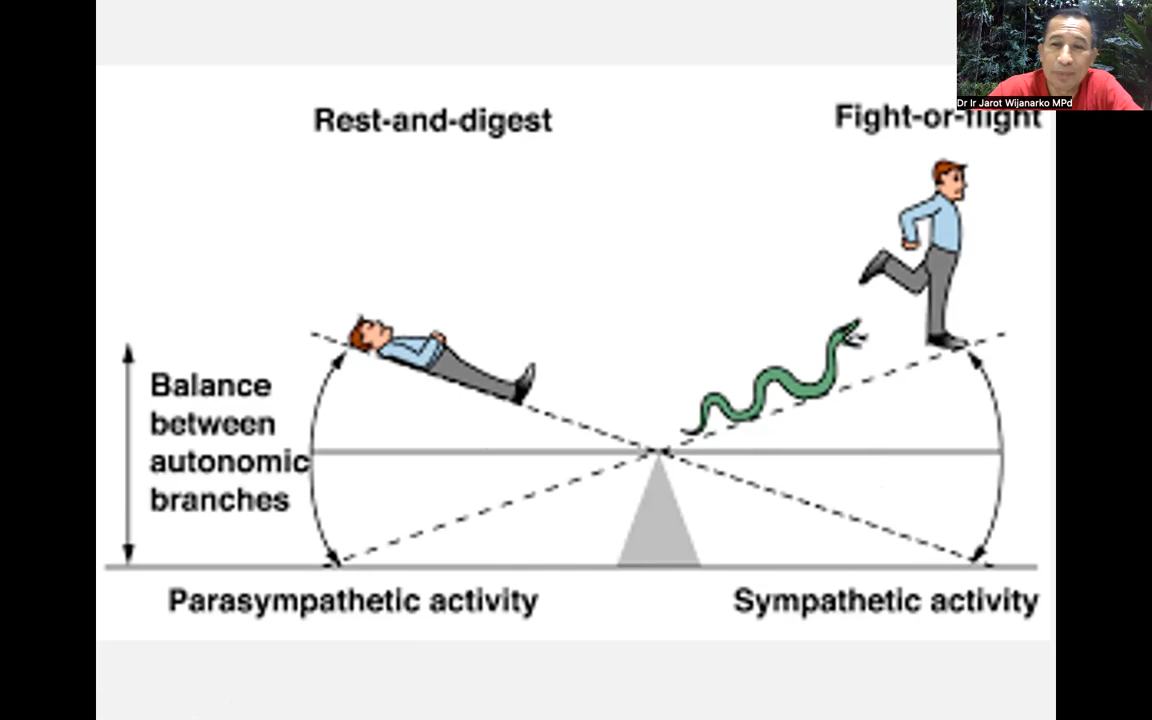 Dr Ir Jarot Wijanarko MPd
Rest-and-digest
Fight-or-flight
Balance
between
autonomic
branches
Parasympathetic activity
Sympathetic activity